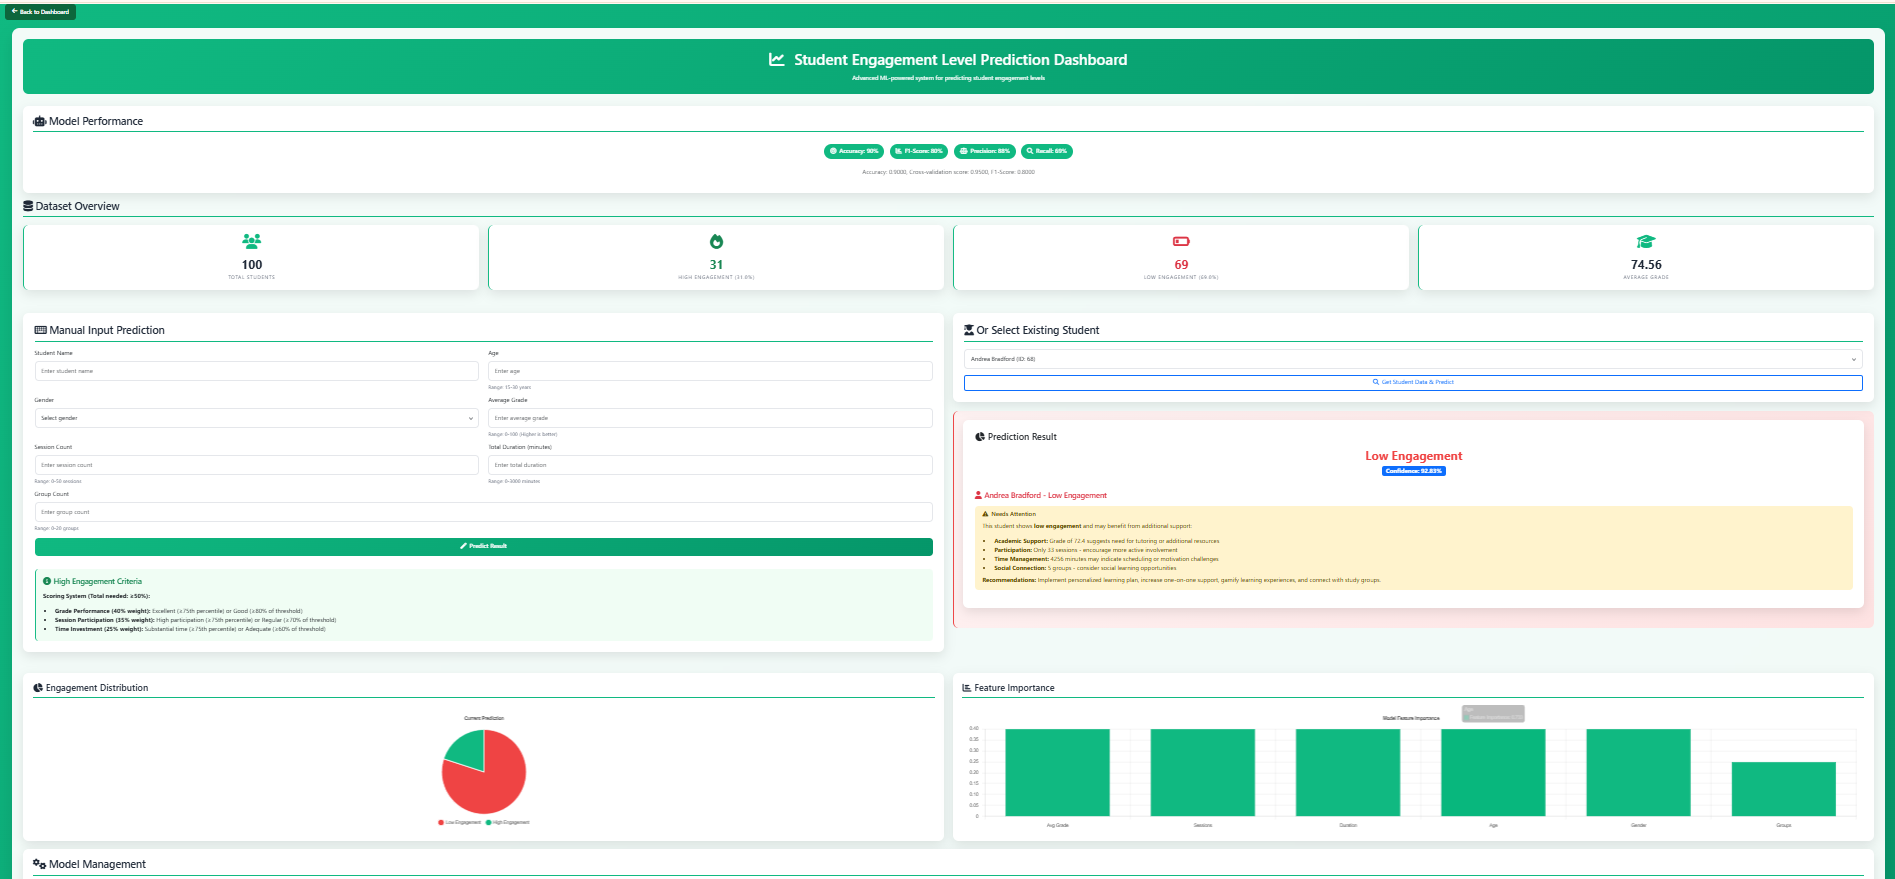 Back to Dashboard
Student Engagement Level Prediction Dashboard
Advanced ML-powered system for predicting student engagement levels
Model Performance
Accuracy: 90% F1-Score: 80% Precision: 88% Recall: 69%
Accuracy: 0.9000, Cross-validation score: 0.9500, F1-Score: 0.8000
Dataset Overview
100
TOTAL STUDENTS
31
HIGH ENGAGEMENT (31.0%)
69
LOW ENGAGEMENT (69.0%)
74.56
AVERAGE GRADE
Manual Input Prediction
Student Name
Enter student name
Age
Enter age
Range: 15-30 years
Gender
Select gender
Average Grade
Enter average grade
Range: 0-100 (Higher is better)
Session Count
Enter session count
Range: 0-50 sessions
Total Duration (minutes)
Enter total duration
Range: 0-3000 minutes
Group Count
Enter group count
Range: 0-20 groups
Predict Result
High Engagement Criteria
Scoring System (Total needed: ≥50%):
Grade Performance (40% weight): Excellent (≥75th percentile) or Good (≥80% of threshold)
Session Participation (35% weight): High participation (≥75th percentile) or Regular (≥70% of threshold)
Time Investment (25% weight): Substantial time (≥75th percentile) or Adequate (≥60% of threshold)
Or Select Existing Student
Andrea Bradford (ID: 68)
Get Student Data & Predict
Prediction Result
Low Engagement
Confidence: 92.83%
Andrea Bradford - Low Engagement
Needs Attention
This student shows low engagement and may benefit from additional support:
Academic Support: Grade of 72.4 suggests need for tutoring or additional resources
Participation: Only 33 sessions - encourage more active involvement
Time Management: 4256 minutes may indicate scheduling or motivation challenges
Social Connection: 5 groups - consider social learning opportunities
Recommendations: Implement personalized learning plan, increase one-on-one support, gamify learning experiences, and connect with study groups.
Engagement Distribution
Current Prediction
Low Engagement High Engagement
Feature Importance
Model Feature Importance
0.40
0.35
0.30
0.25
0.20
0.15
0.10
0.05
0
Avg Grade Sessions Duration Age Gender Groups
Model Management